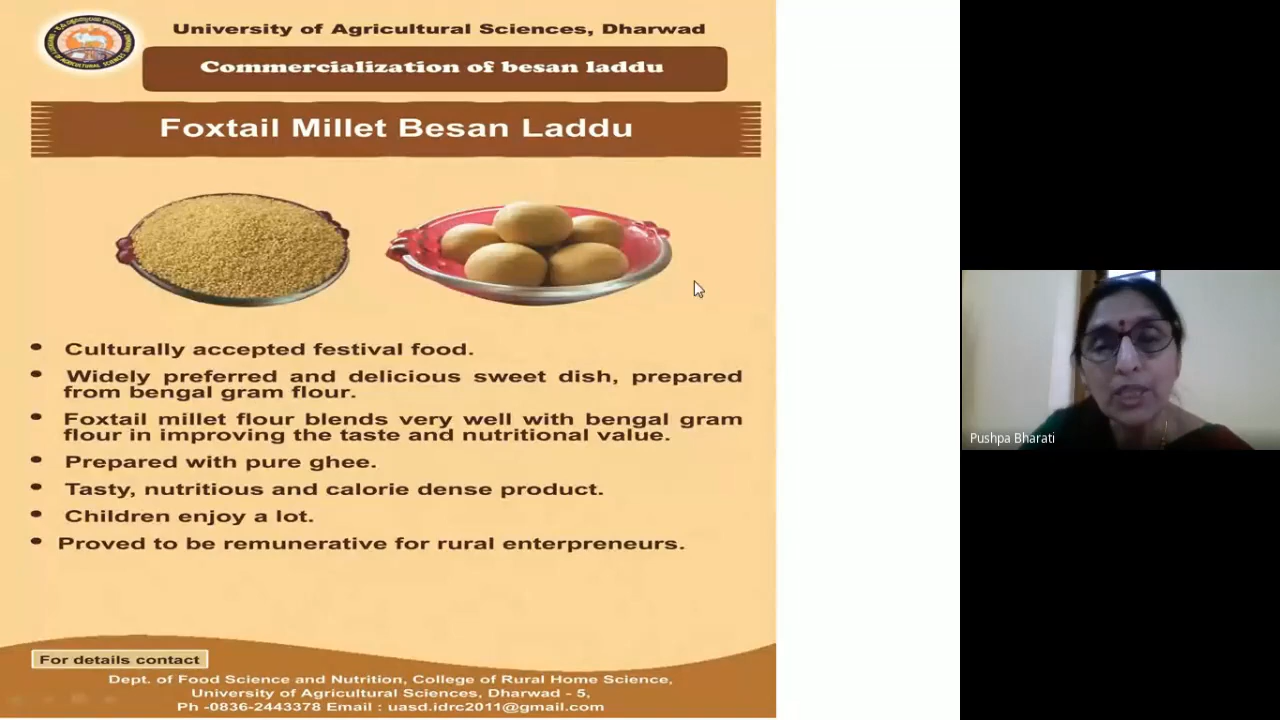 University of Agricultural Sciences, Dharwad
Commercialization of besan laddu
Foxtail Millet Besan Laddu
• Culturally accepted festival food.
• Widely preferred and delicious sweet dish, prepared
from bengal gram flour.
• Foxtail millet flour blends very well with bengal gram
flour in improving the taste and nutritional value.
• Prepared with pure ghee.
• Tasty, nutritious and calorie dense product.
• Children enjoy a lot.
• Proved to be remunerative for rural enterpreneurs.
For details contact
Dept. of Food Science and Nutrition, College of Rural Home Science,
University of Agricultural Sciences, Dharwad - 5,
Ph -0836-2443378 Email : uasd.idrc2011@gmail.com
Pushpa Bharati